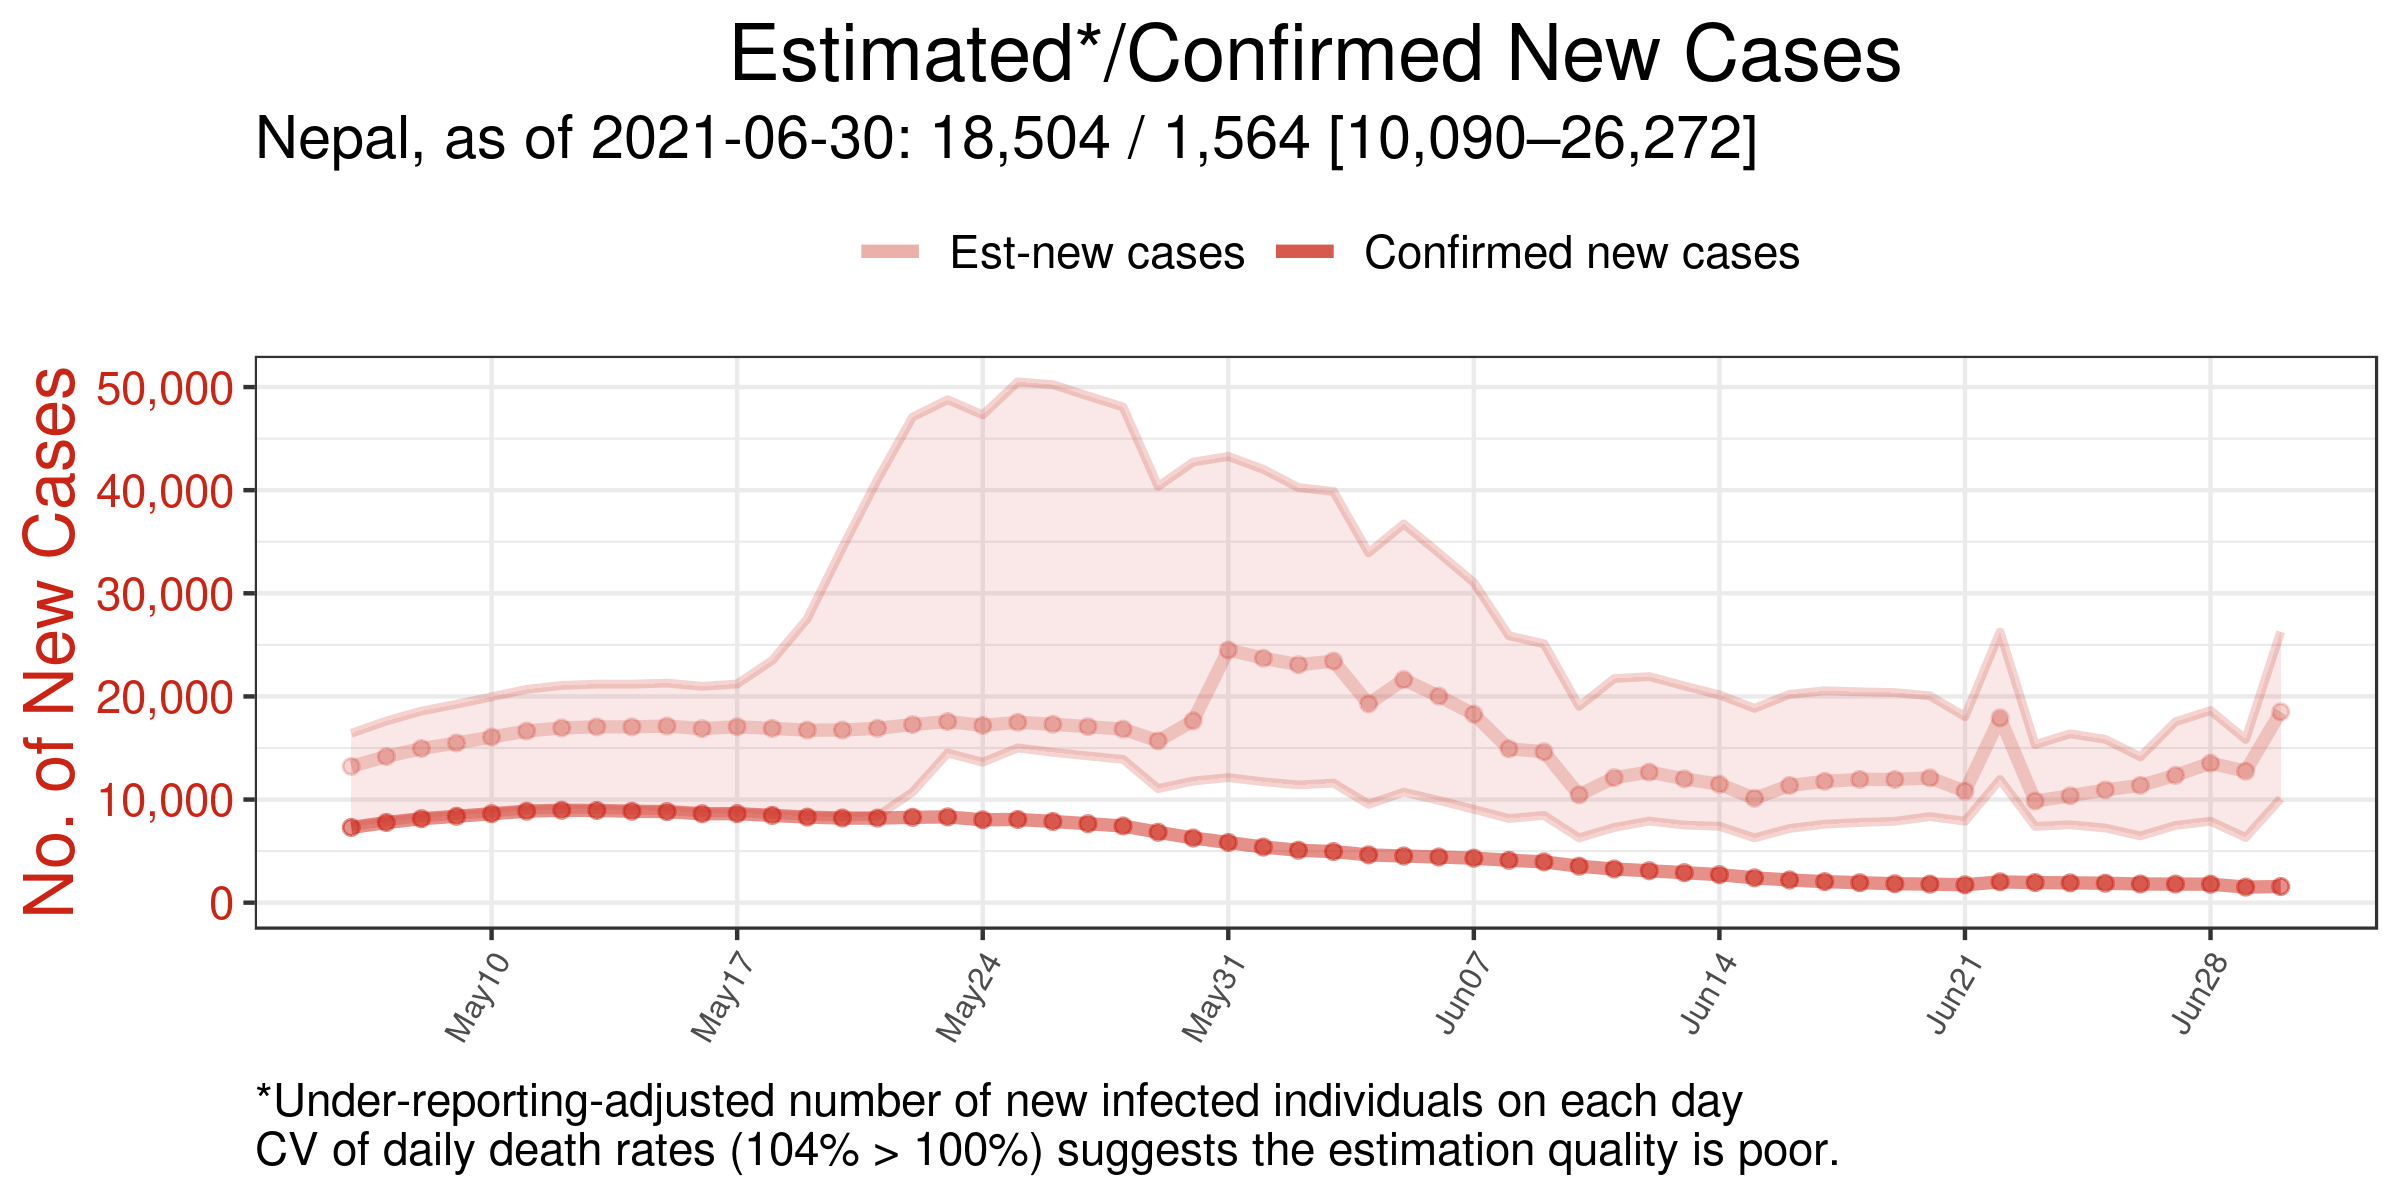 Estimated*/Confirmed New Cases
Nepal, as of 2021-06-30: 18,504 / 1,564 [10,090–26,272]
Est-new cases Confirmed new cases
No. of New Cases
50,000
40,000
30,000
20,000
10,000
0
May10 May17 May24 May31 Jun07 Jun14 Jun21 Jun28
*Under-reporting-adjusted number of new infected individuals on each day
CV of daily death rates (104% > 100%) suggests the estimation quality is poor.